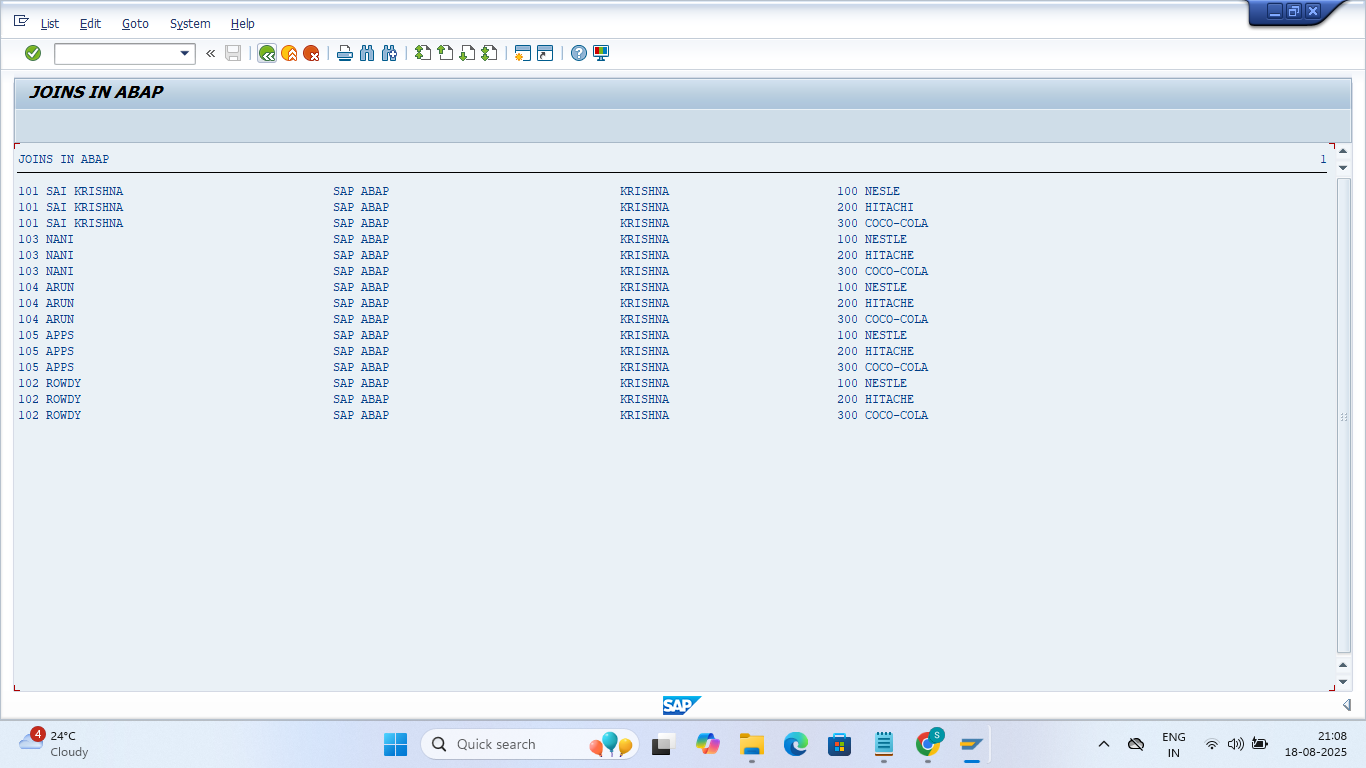 List Edit Goto System Help
JOINS IN ABAP
JOINS IN ABAP 1
101 SAI KRISHNA SAP ABAP KRISHNA 100 NESLE
101 SAI KRISHNA SAP ABAP KRISHNA 200 HITACHI
101 SAI KRISHNA SAP ABAP KRISHNA 300 COCO-COLA
103 NANI SAP ABAP KRISHNA 100 NESTLE
103 NANI SAP ABAP KRISHNA 200 HITACHE
103 NANI SAP ABAP KRISHNA 300 COCO-COLA
104 ARUN SAP ABAP KRISHNA 100 NESTLE
104 ARUN SAP ABAP KRISHNA 200 HITACHE
104 ARUN SAP ABAP KRISHNA 300 COCO-COLA
105 APPS SAP ABAP KRISHNA 100 NESTLE
105 APPS SAP ABAP KRISHNA 200 HITACHE
105 APPS SAP ABAP KRISHNA 300 COCO-COLA
102 ROWDY SAP ABAP KRISHNA 100 NESTLE
102 ROWDY SAP ABAP KRISHNA 200 HITACHE
102 ROWDY SAP ABAP KRISHNA 300 COCO-COLA
SAP
4 24°C
Cloudy
Quick search
S
ENG
IN
21:08
18-08-2025